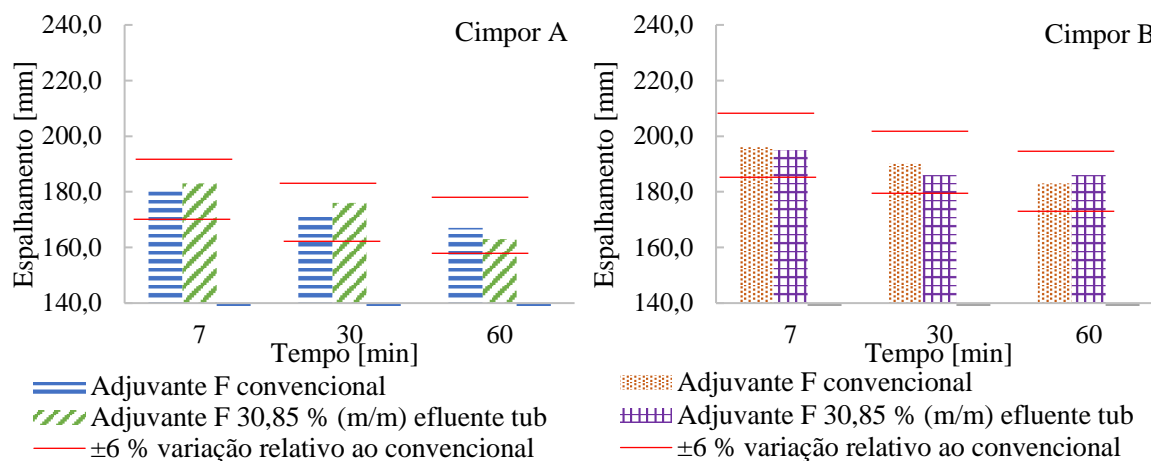 240,0
220,0
200,0
180,0
160,0
140,0
Espalhamento [mm]
Cimpor A
7 30 60
Tempo [min]
Adjuvante F convencional
Adjuvante F 30,85 % (m/m) efluente tub
±6 % variação relativo ao convencional
240,0
220,0
200,0
180,0
160,0
140,0
Espalhamento [mm]
Cimpor B
7 30 60
Tempo [min]
Adjuvante F convencional
Adjuvante F 30,85 % (m/m) efluente tub
±6 % variação relativo ao convencional